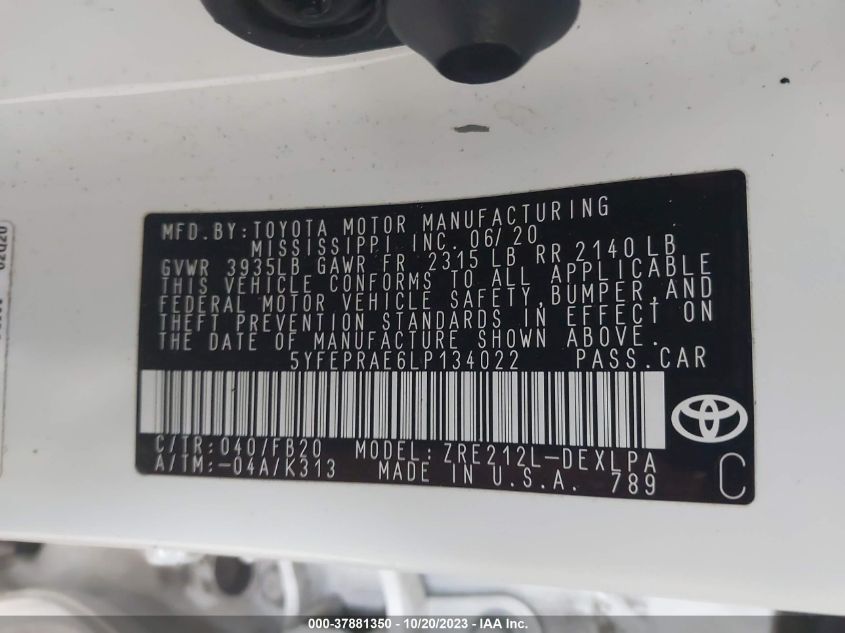 MFD.BY:TOYOTA MOTOR MANUFACTURING
MISSISSIPPI INC. 06/20
GVWR 3935LB GAWR FR 2315 LB RR 2140LB
THIS VEHICLE CONFORMS TO ALL APPLICABLE
FEDERAL MOTOR VEHICLE SAFETY,BUMPER,AND
THEFT PREVENTION STANDARDS IN EFFECT ON
THE DATE OF MANUFACTURE SHOWN ABOVE.
5YFEPRAE6LP134022 PASS.CAR
C/TR:040/FB20 MODEL:ZRE212L-DEXLPA
A/TM:-04A/K313 MADE IN U.S.A. 789
C
000-37881350 - 10/20/2023 - IAA Inc.